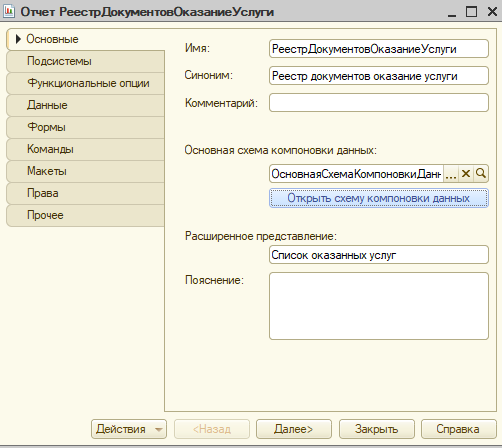 Отчет РеестрДокументовОказаниеУслуги
Основные
Подсистемы
Функциональные опции
Данные
Формы
Команды
Макеты
Права
Прочее
Имя: РеестрДокументовОказаниеУслуги
Синоним: Реестр документов оказание услуги
Комментарий:
Основная схема компоновки данных:
ОсновнаяСхемаКомпоновкиДанн ...
Открыть схему компоновки данных
Расширенное представление:
Список оказанных услуг
Пояснение:
Действия <Назад Далее> Закрыть Справка